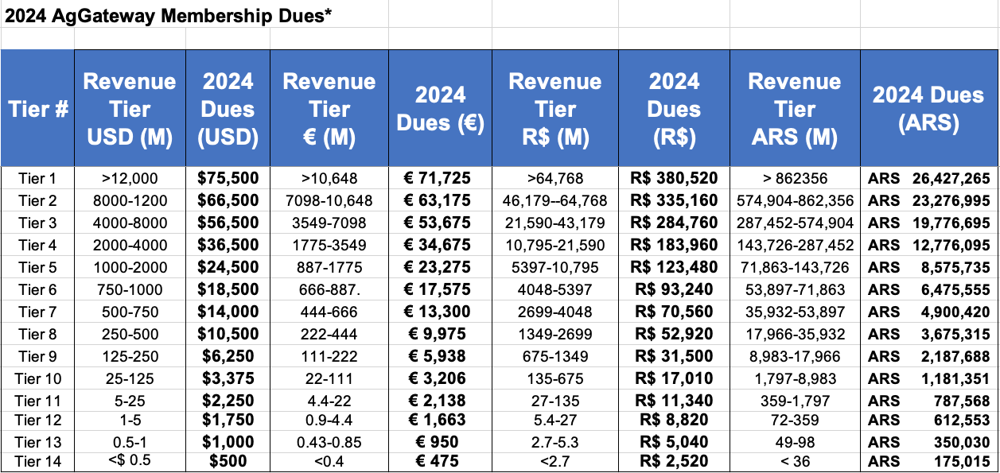 2024 AgGateway Membership Dues*
Tier # Revenue Tier USD (M) 2024 Dues (USD) Revenue Tier € (M) 2024 Dues (€) Revenue Tier R$ (M) 2024 Dues (R$) Revenue Tier ARS (M) 2024 Dues (ARS)
Tier 1 >12,000 $75,500 >10,648 € 71,725 >64,768 R$ 380,520 > 862356 ARS 26,427,265
Tier 2 8000-1200 $66,500 7098-10,648 € 63,175 46,179--64,768 R$ 335,160 574,904-862,356 ARS 23,276,995
Tier 3 4000-8000 $56,500 3549-7098 € 53,675 21,590-43,179 R$ 284,760 287,452-574,904 ARS 19,776,695
Tier 4 2000-4000 $36,500 1775-3549 € 34,675 10,795-21,590 R$ 183,960 143,726-287,452 ARS 12,776,095
Tier 5 1000-2000 $24,500 887-1775 € 23,275 5397-10,795 R$ 123,480 71,863-143,726 ARS 8,575,735
Tier 6 750-1000 $18,500 666-887. € 17,575 4048-5397 R$ 93,240 53,897-71,863 ARS 6,475,555
Tier 7 500-750 $14,000 444-666 € 13,300 2699-4048 R$ 70,560 35,932-53,897 ARS 4,900,420
Tier 8 250-500 $10,500 222-444 € 9,975 1349-2699 R$ 52,920 17,966-35,932 ARS 3,675,315
Tier 9 125-250 $6,250 111-222 € 5,938 675-1349 R$ 31,500 8,983-17,966 ARS 2,187,688
Tier 10 25-125 $3,375 22-111 € 3,206 135-675 R$ 17,010 1,797-8,983 ARS 1,181,351
Tier 11 5-25 $2,250 4.4-22 € 2,138 27-135 R$ 11,340 359-1,797 ARS 787,568
Tier 12 1-5 $1,750 0.9-4.4 € 1,663 5.4-27 R$ 8,820 72-359 ARS 612,553
Tier 13 0.5-1 $1,000 0.43-0.85 € 950 2.7-5.3 R$ 5,040 49-98 ARS 350,030
Tier 14 <$ 0.5 $500 <0.4 € 475 <2.7 R$ 2,520 < 36 ARS 175,015